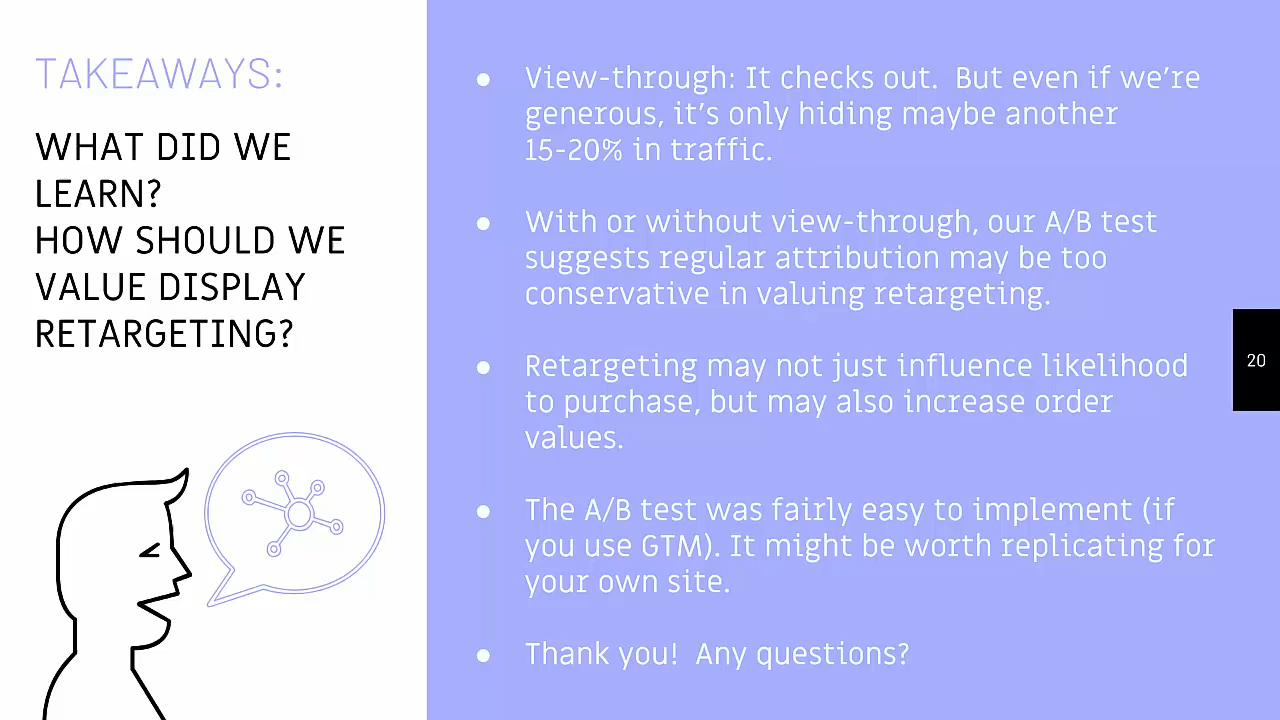 TAKEAWAYS:
WHAT DID WE
LEARN?
HOW SHOULD WE
VALUE DISPLAY
RETARGETING?
● View-through: It checks out.  But even if we’re
generous, it’s only hiding maybe another
15-20% in traffic.
● With or without view-through, our A/B test
suggests regular attribution may be too
conservative in valuing retargeting.
● Retargeting may not just influence likelihood
to purchase, but may also increase order
values.
● The A/B test was fairly easy to implement (if
you use GTM). It might be worth replicating for
your own site.
● Thank you!  Any questions?
20